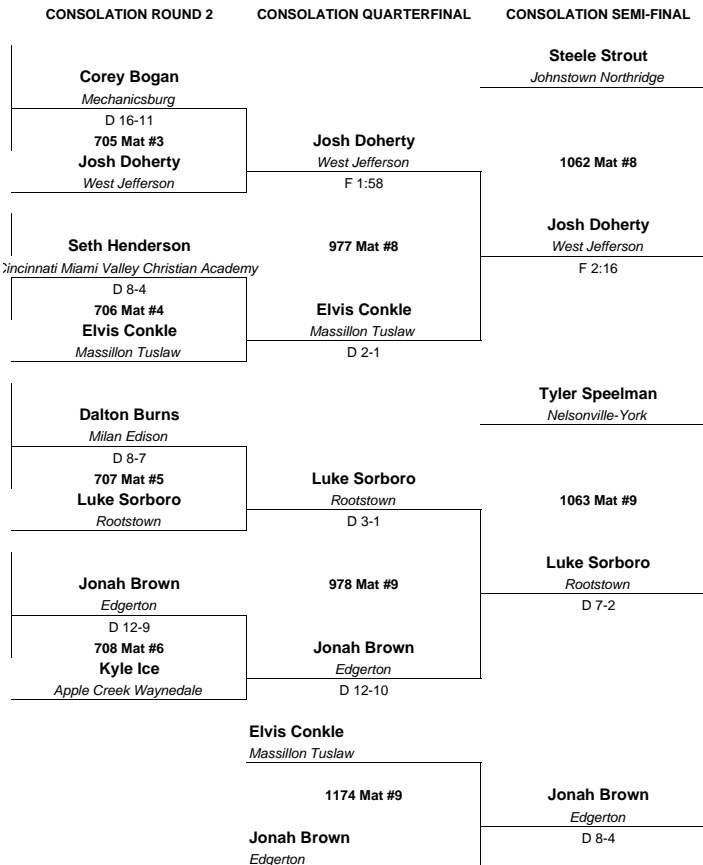 CONSOLATION ROUND 2 CONSOLATION QUARTERFINAL CONSOLATION SEMI-FINAL
Steele Strout
Corey Bogan Johnstown Northridge
Mechanicsburg
D 16-11
705 Mat #3 Josh Doherty
Josh Doherty West Jefferson 1062 Mat #8
West Jefferson F 1:58
Josh Doherty
Seth Henderson 977 Mat #8 West Jefferson
Cincinnati Miami Valley Christian Academy F 2:16
D 8-4
706 Mat #4 Elvis Conkle
Elvis Conkle Massillon Tuslaw
Massillon Tuslaw D 2-1
Tyler Speelman
Dalton Burns Nelsonville-York
Milan Edison
D 8-7
707 Mat #5 Luke Sorboro
Luke Sorboro Rootstown 1063 Mat #9
Rootstown D 3-1
Luke Sorboro
Jonah Brown 978 Mat #9 Rootstown
Edgerton D 7-2
D 12-9
708 Mat #6 Jonah Brown
Kyle Ice Edgerton
Apple Creek Waynedale D 12-10
Elvis Conkle
Massillon Tuslaw
1174 Mat #9 Jonah Brown
Edgerton
Jonah Brown D 8-4
Edgerton